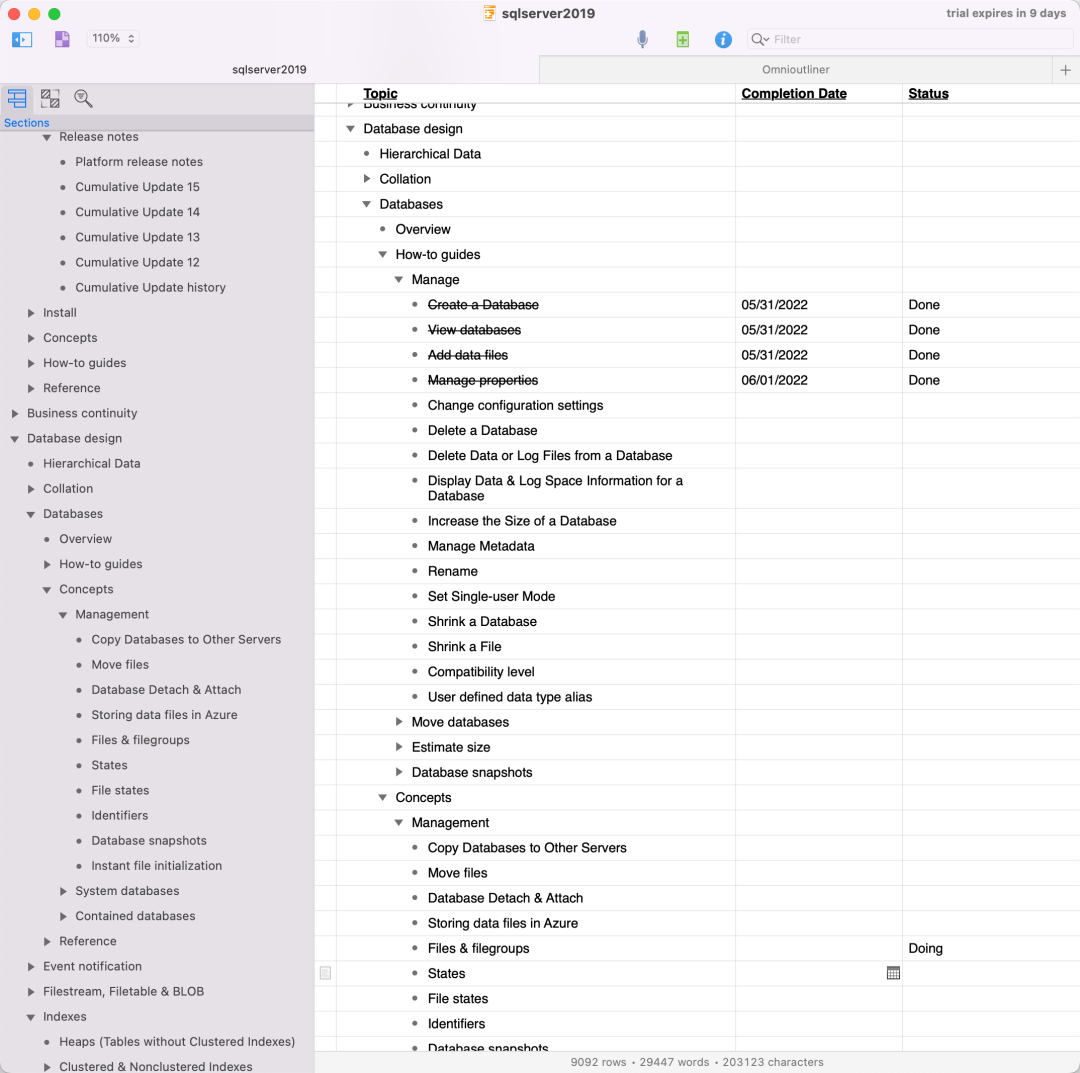 sqlserver2019
trial expires in 9 days
110%
Filter
sqlserver2019
Omnioutliner
Sections
Release notes
Platform release notes
Cumulative Update 15
Cumulative Update 14
Cumulative Update 13
Cumulative Update 12
Cumulative Update history
Install
Concepts
How-to guides
Reference
Business continuity
Database design
Hierarchical Data
Collation
Databases
Overview
How-to guides
Concepts
Management
Copy Databases to Other Servers
Move files
Database Detach & Attach
Storing data files in Azure
Files & filegroups
States
File states
Identifiers
Database snapshots
Instant file initialization
System databases
Contained databases
Reference
Event notification
Filestream, Filetable & BLOB
Indexes
Heaps (Tables without Clustered Indexes)
Clustered & Nonclustered Indexes
Topic Completion Date Status
Business continuity
Database design
Hierarchical Data
Collation
Databases
Overview
How-to guides
Manage
Create a Database 05/31/2022 Done
View databases 05/31/2022 Done
Add data files 05/31/2022 Done
Manage properties 06/01/2022 Done
Change configuration settings
Delete a Database
Delete Data or Log Files from a Database
Display Data & Log Space Information for a
Database
Increase the Size of a Database
Manage Metadata
Rename
Set Single-user Mode
Shrink a Database
Shrink a File
Compatibility level
User defined data type alias
Move databases
Estimate size
Database snapshots
Concepts
Management
Copy Databases to Other Servers
Move files
Database Detach & Attach
Storing data files in Azure
Files & filegroups Doing
States
File states
Identifiers
Database snapshots
9092 rows • 29447 words • 203123 characters